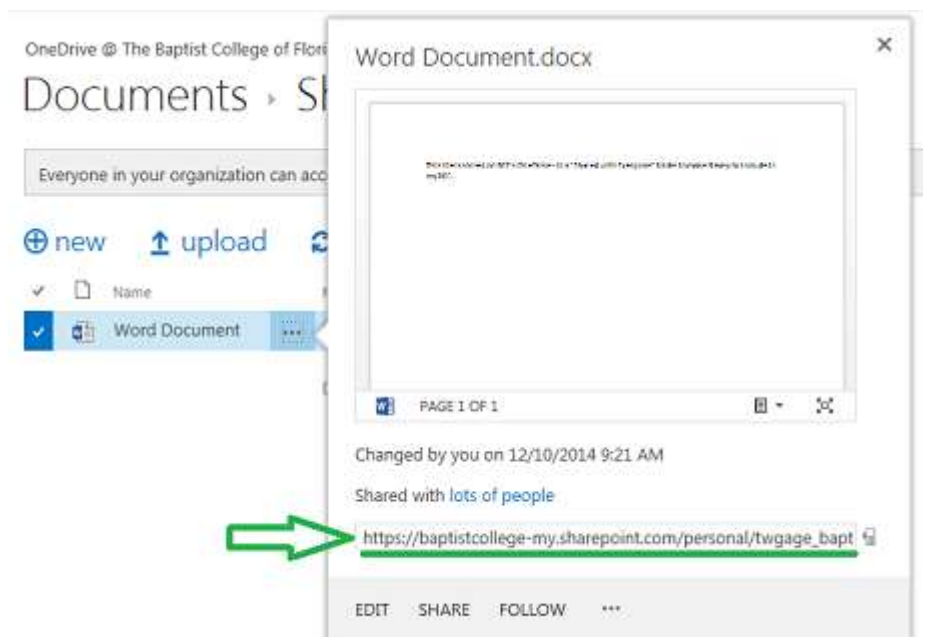 OneDrive @ The Baptist College of Flori
Documents › Sh
Everyone in your organization can acc
new upload
Name
Word Document ...
Word Document.docx
PAGE 1 OF 1
Changed by you on 12/10/2014 9:21 AM
Shared with lots of people
https://baptistcollege-my.sharepoint.com/personal/twgage_bapt
EDIT SHARE FOLLOW ...